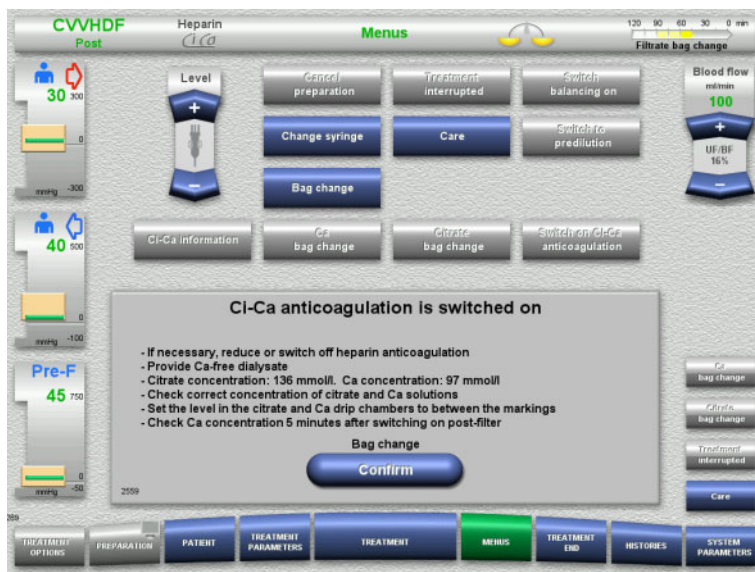 CVVHDF
Post
Heparin
Ci Ca
Menus
120 90 60 30 0 min
Filtrate bag change
30 300
0
mmHg -300
Level
+
−
Cancel preparation
Treatment interrupted
Switch balancing on
Change syringe
Care
Switch to predilution
Bag change
Blood flow
ml/min
100
+
UF/BF
16%
−
40 500
0
mmHg -100
Ci-Ca information
Ca bag change
Citrate bag change
Switch on Ci-Ca anticoagulation
Ci-Ca anticoagulation is switched on
- If necessary, reduce or switch off heparin anticoagulation
- Provide Ca-free dialysate
- Citrate concentration: 136 mmol/l. Ca concentration: 97 mmol/l
- Check correct concentration of citrate and Ca solutions
- Set the level in the citrate and Ca drip chambers to between the markings
- Check Ca concentration 5 minutes after switching on post-filter
Bag change
Confirm
2559
Pre-F
45 750
0
mmHg -50
Ca bag change
Citrate bag change
Treatment interrupted
Care
TREATMENT OPTIONS
PREPARATION
PATIENT
TREATMENT PARAMETERS
TREATMENT
MENUS
TREATMENT END
HISTORIES
SYSTEM PARAMETERS